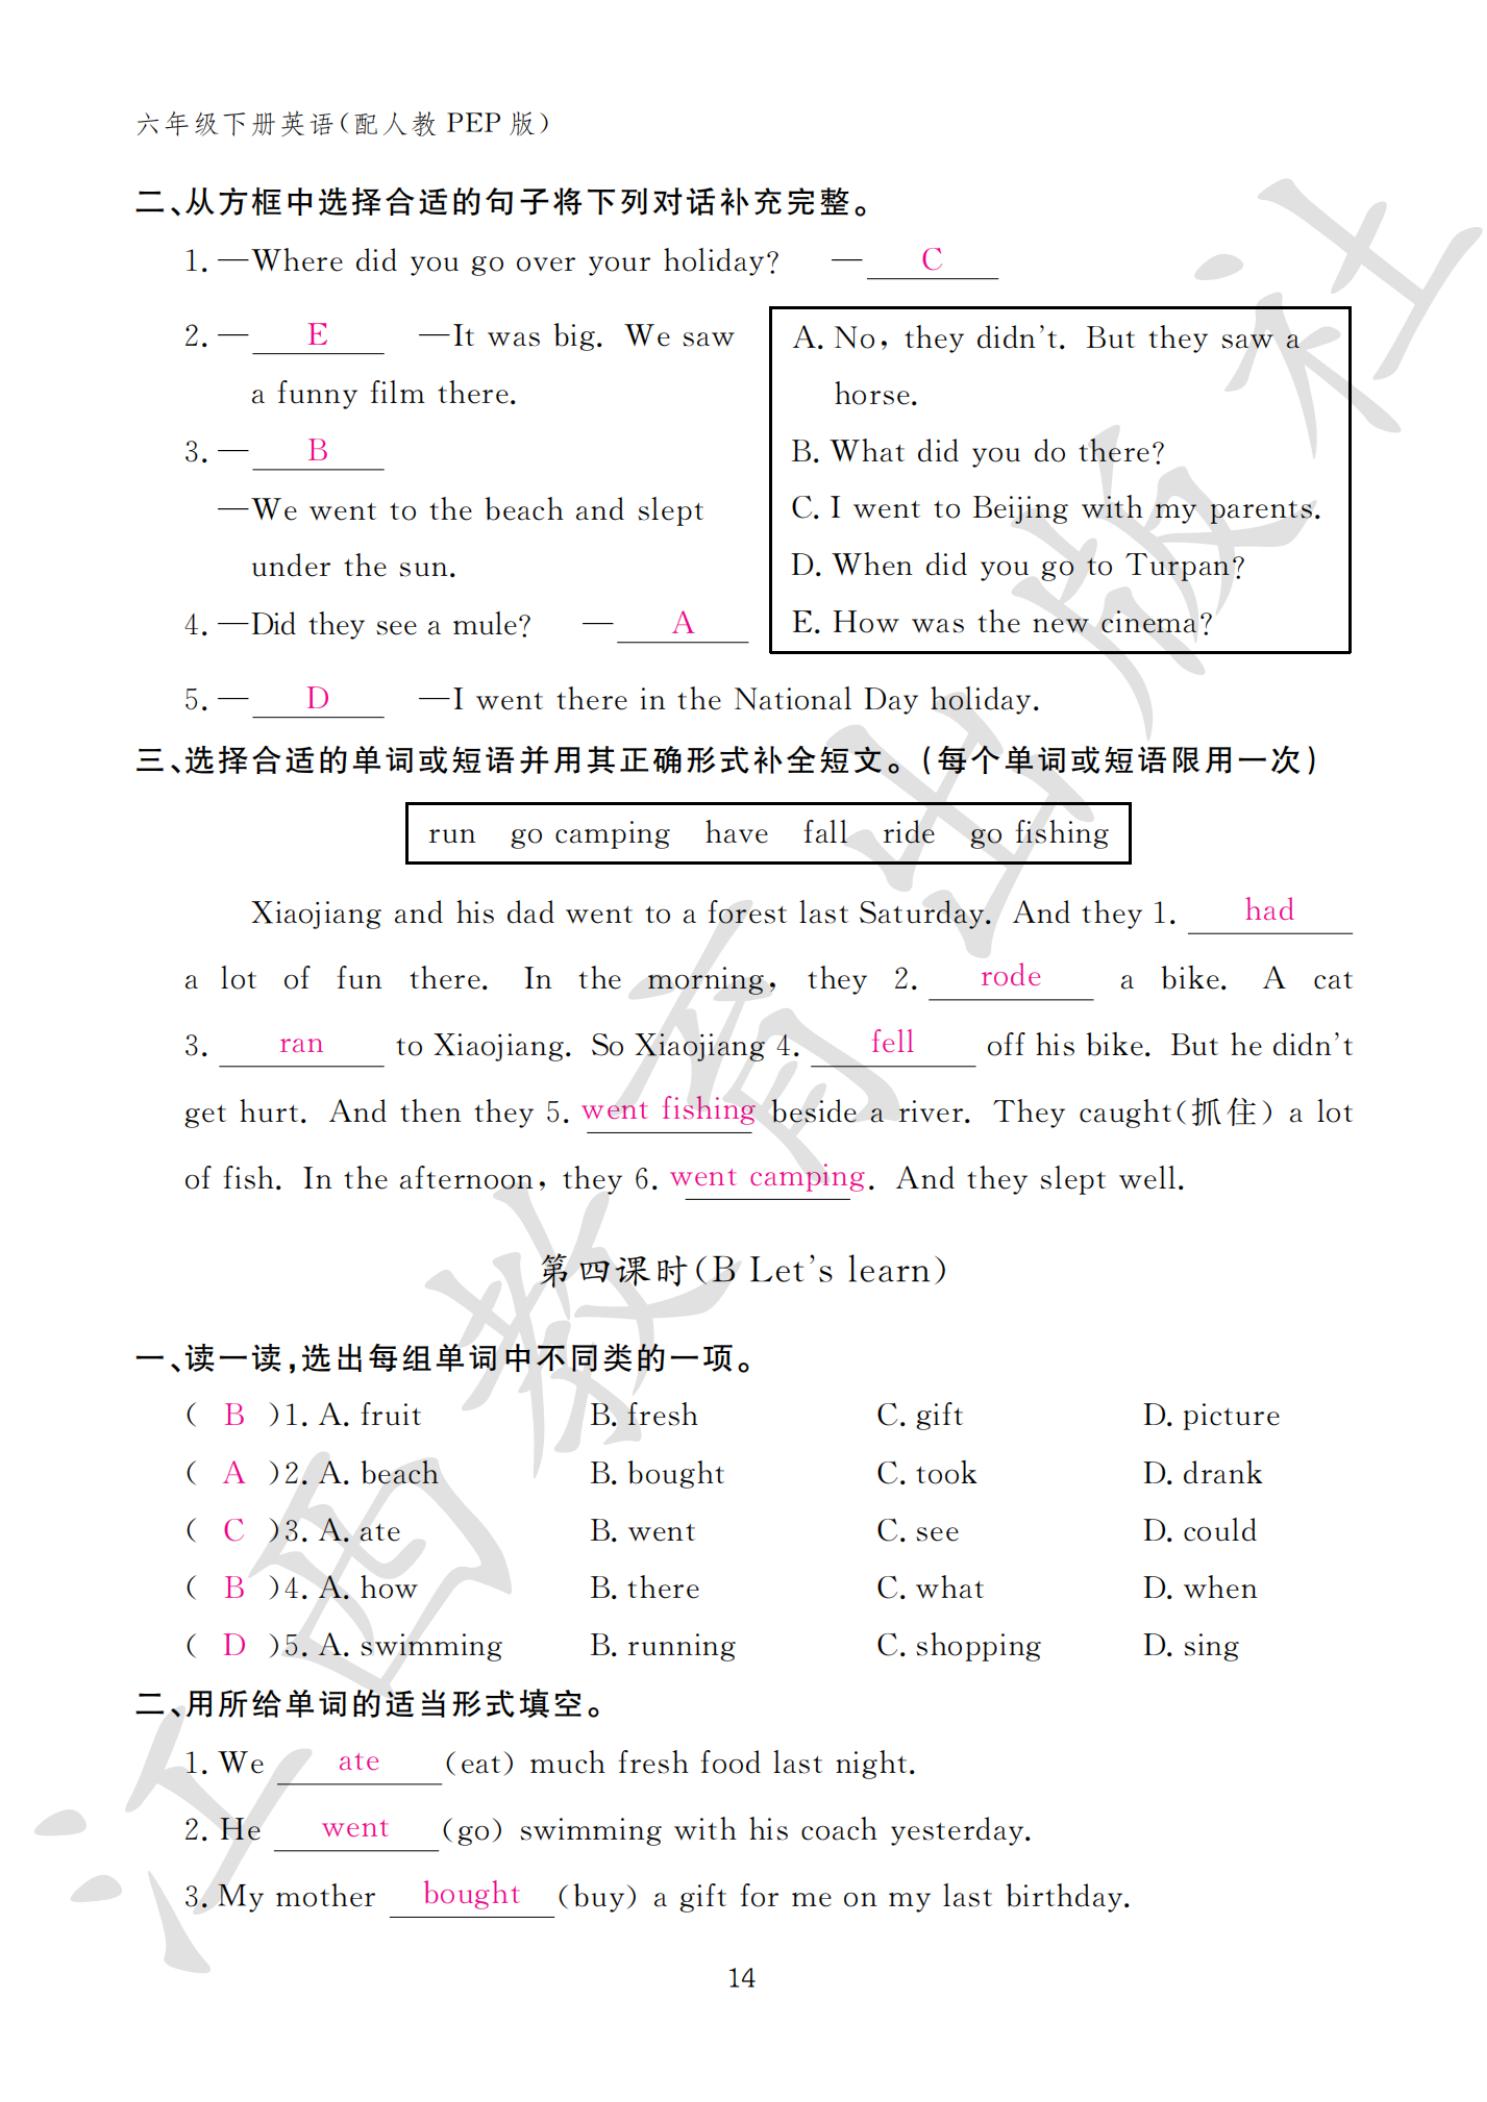 六年级下册英语(配人教 PEP 版)
二、从方框中选择合适的句子将下列对话补充完整。
1. —Where did you go over your holiday? — C
2. — E —It was big. We saw
a funny film there.
3. — B
—We went to the beach and slept
under the sun.
4. —Did they see a mule? — A
A. No, they didn't. But they saw a
horse.
B. What did you do there?
C. I went to Beijing with my parents.
D. When did you go to Turpan?
E. How was the new cinema?
5. — D —I went there in the National Day holiday.
三、选择合适的单词或短语并用其正确形式补全短文。(每个单词或短语限用一次)
run go camping have fall ride go fishing
Xiaojiang and his dad went to a forest last Saturday. And they 1. had
a lot of fun there. In the morning, they 2. rode a bike. A cat
3. ran to Xiaojiang. So Xiaojiang 4. fell off his bike. But he didn't
get hurt. And then they 5. went fishing beside a river. They caught(抓住) a lot
of fish. In the afternoon, they 6. went camping. And they slept well.
第四课时(B Let's learn)
一、读一读,选出每组单词中不同类的一项。
( B )1. A. fruit B. fresh C. gift D. picture
( A )2. A. beach B. bought C. took D. drank
( C )3. A. ate B. went C. see D. could
( B )4. A. how B. there C. what D. when
( D )5. A. swimming B. running C. shopping D. sing
二、用所给单词的适当形式填空。
1. We ate (eat) much fresh food last night.
2. He went (go) swimming with his coach yesterday.
3. My mother bought (buy) a gift for me on my last birthday.
14
江西教育出版社